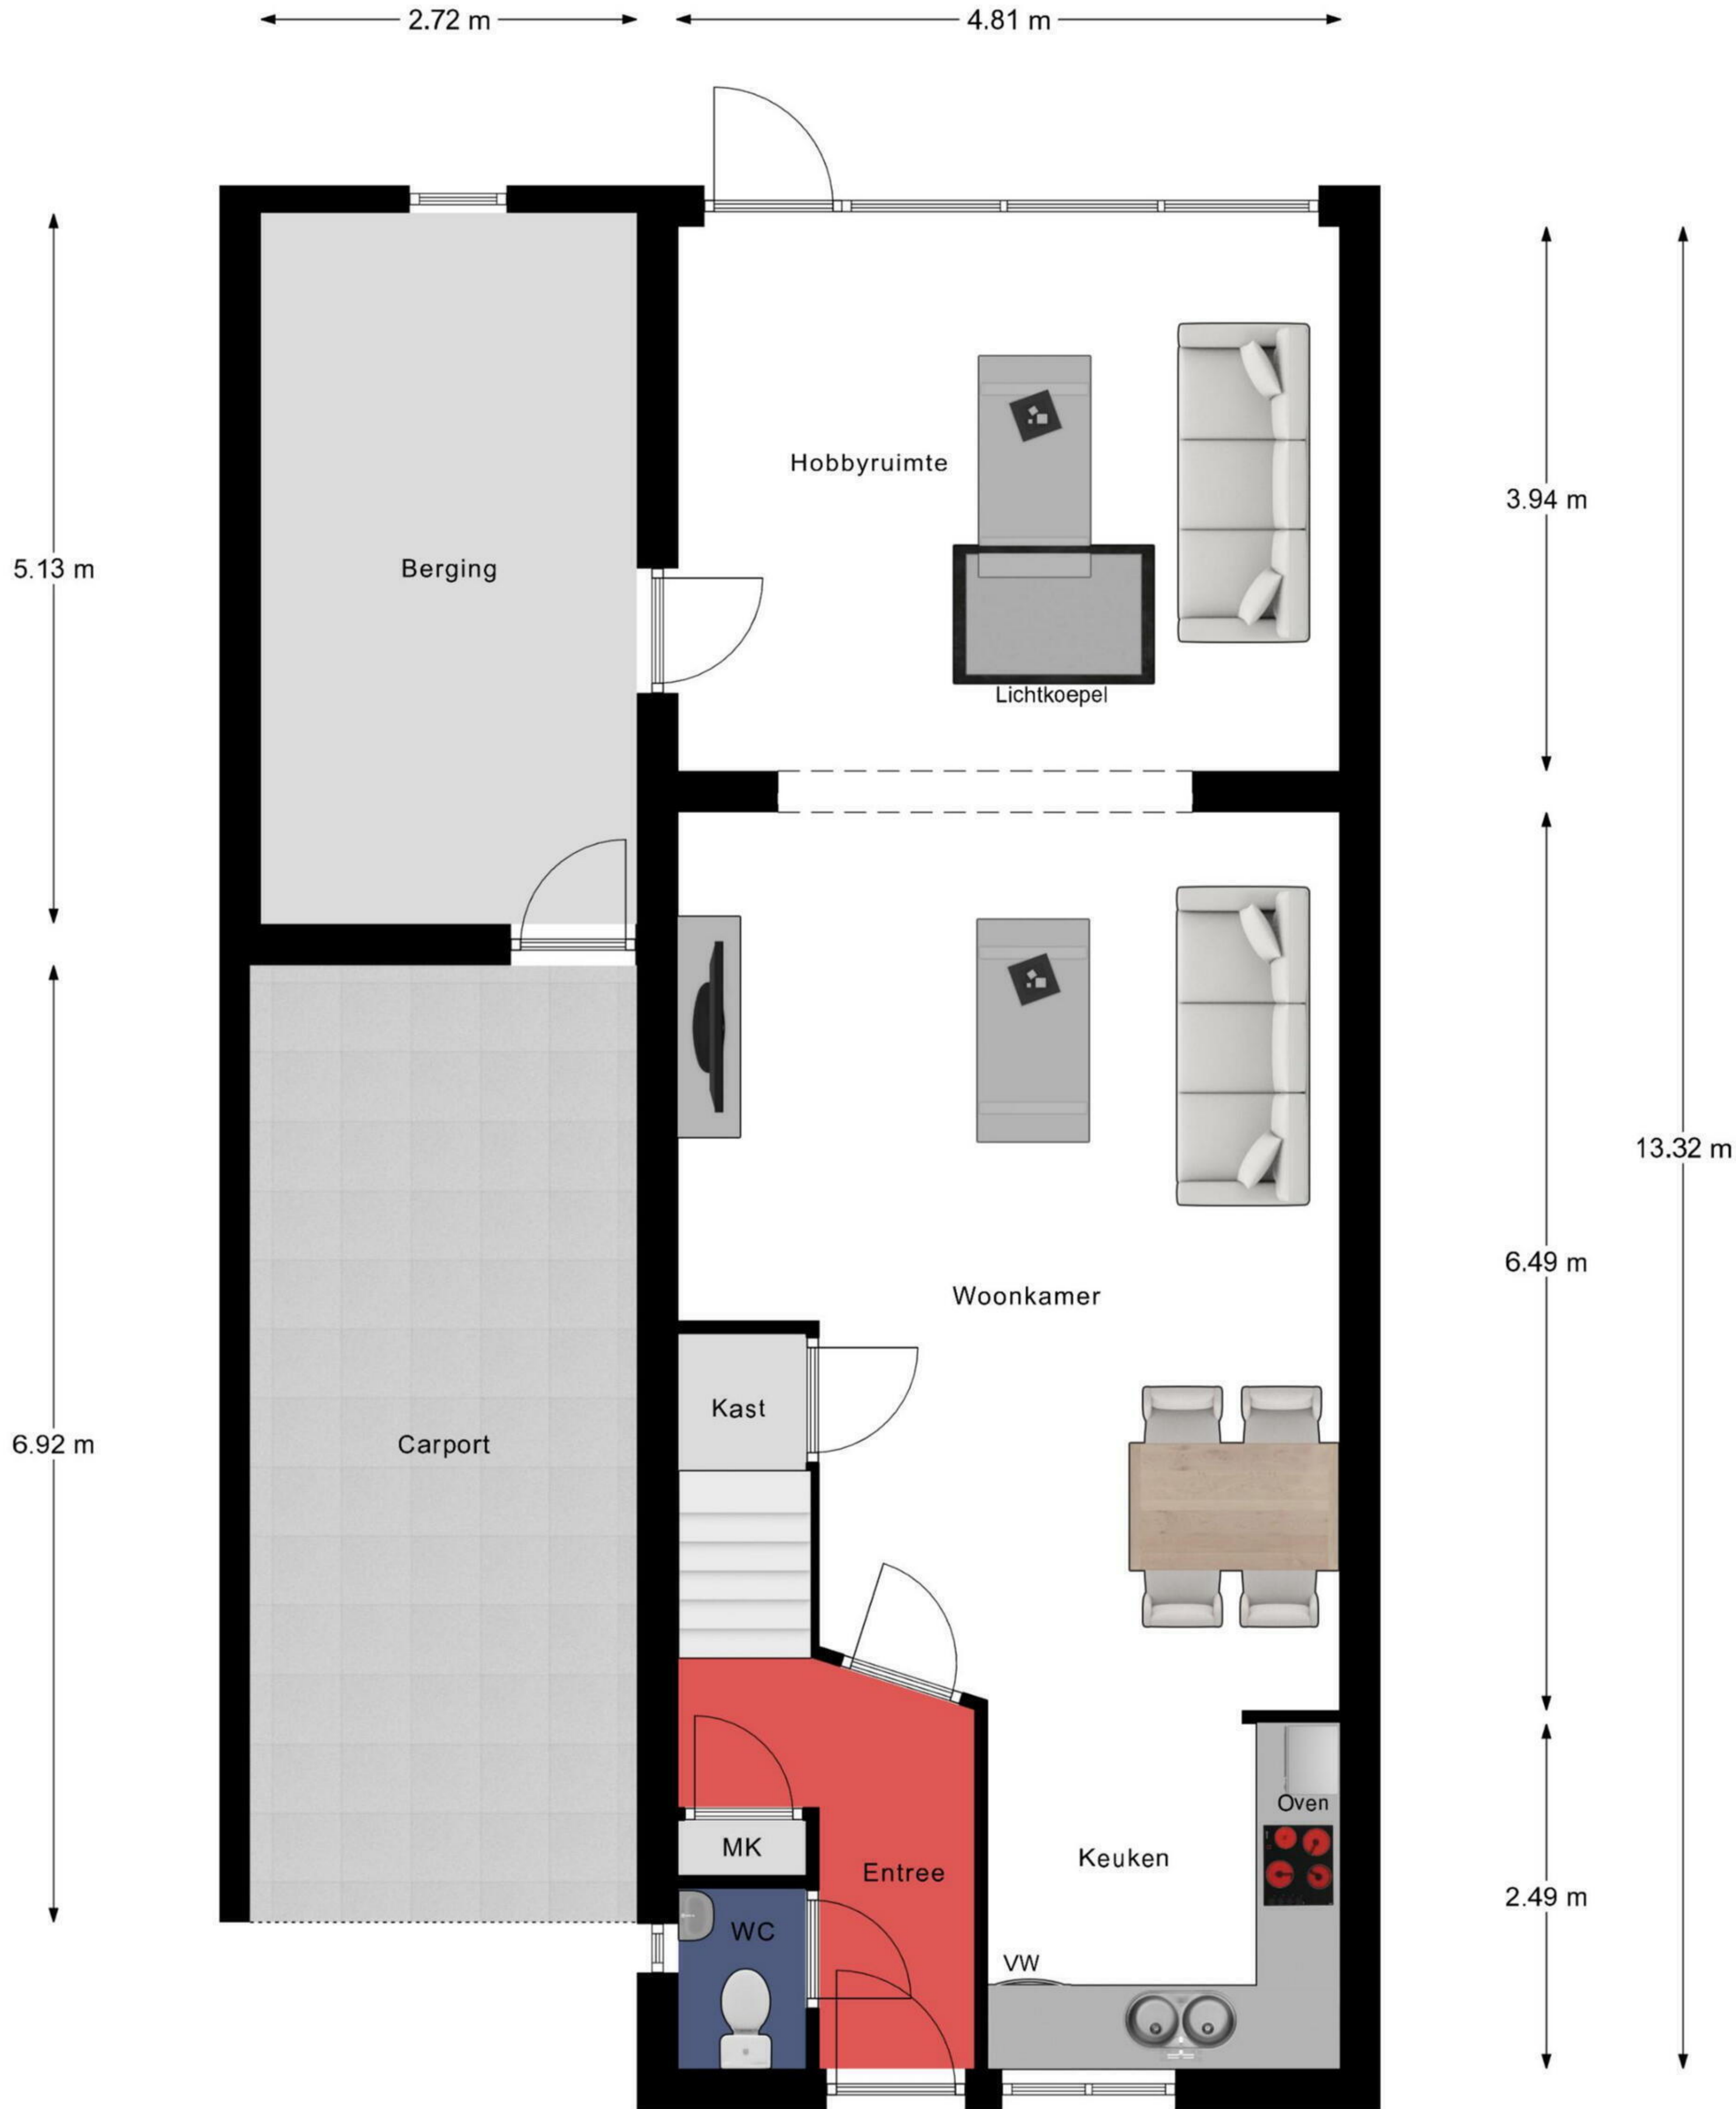 2.72 m
4.81 m
Hobbyruimte
3.94 m
Berging
5.13 m
Lichtkoepel
13.32 m
6.49 m
Woonkamer
Kast
Carport
6.92 m
Oven
MK
Keuken
Entree
2.49 m
WC
VW